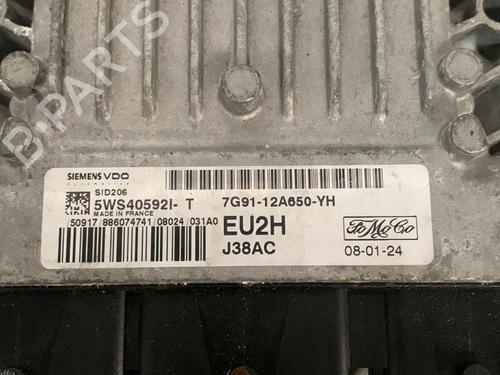 B-PARTS
SIEMENS VDO
Automotive
SID206
5WS40592I- T
MADE IN FRANCE
7G91-12A650-YH
50917/886074741/08024/031A0
EU2H
J38AC
FoMoCo
08-01-24